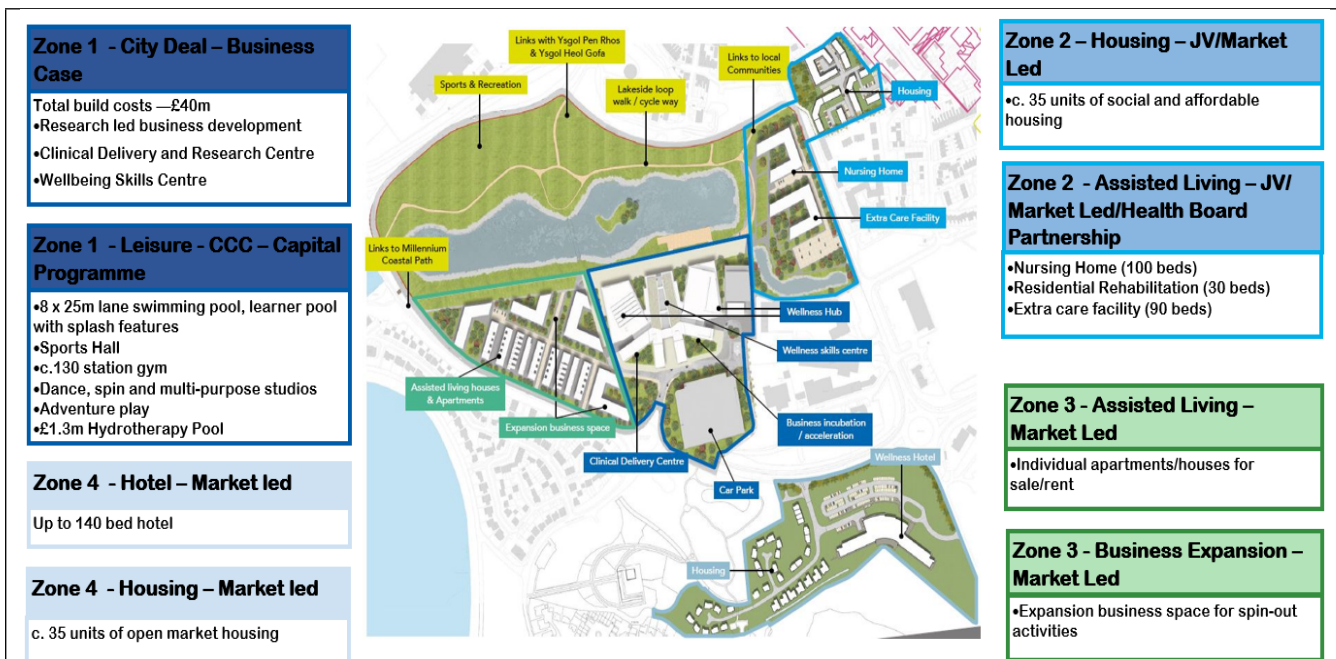 Zone 1 - City Deal – Business
Case
Total build costs —£40m
•Research led business development
•Clinical Delivery and Research Centre
•Wellbeing Skills Centre
Zone 1 - Leisure - CCC – Capital
Programme
•8 x 25m lane swimming pool, learner pool
with splash features
•Sports Hall
•c.130 station gym
•Dance, spin and multi-purpose studios
•Adventure play
•£1.3m Hydrotherapy Pool
Zone 4 - Hotel – Market led
Up to 140 bed hotel
Zone 4 - Housing – Market led
c. 35 units of open market housing
Links with Ysgol Pen Rhos
& Ysgol Heol Gofa
Sports & Recreation
Lakeside loop
walk / cycle way
Links to local
Communities
Housing
Nursing Home
Extra Care Facility
Links to Millennium
Coastal Path
Wellness Hub
Wellness skills centre
Assisted living houses
& Apartments
Expansion business space
Business incubation
/ acceleration
Clinical Delivery Centre
Car Park
Wellness Hotel
Housing
Zone 2 – Housing – JV/Market
Led
•c. 35 units of social and affordable
housing
Zone 2 - Assisted Living – JV/
Market Led/Health Board
Partnership
•Nursing Home (100 beds)
•Residential Rehabilitation (30 beds)
•Extra care facility (90 beds)
Zone 3 - Assisted Living –
Market Led
•Individual apartments/houses for
sale/rent
Zone 3 - Business Expansion –
Market Led
•Expansion business space for spin-out
activities